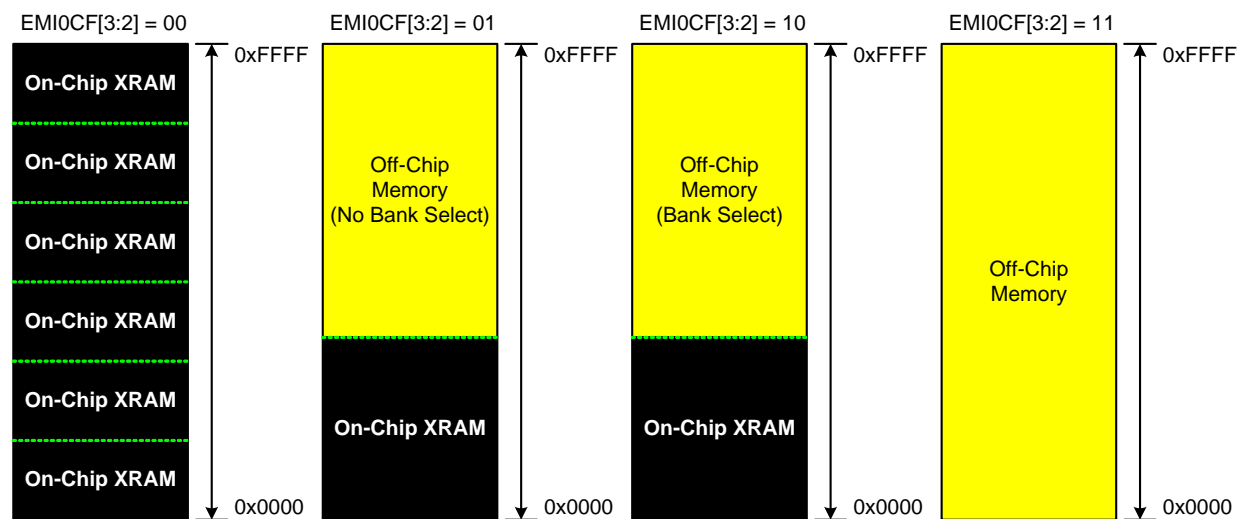 EMI0CF[3:2] = 00
EMI0CF[3:2] = 01
EMI0CF[3:2] = 10
EMI0CF[3:2] = 11
On-Chip XRAM
On-Chip XRAM
On-Chip XRAM
On-Chip XRAM
On-Chip XRAM
On-Chip XRAM
0xFFFF
0x0000
Off-Chip
Memory
(No Bank Select)
On-Chip XRAM
0xFFFF
0x0000
Off-Chip
Memory
(Bank Select)
On-Chip XRAM
0xFFFF
0x0000
Off-Chip
Memory
0xFFFF
0x0000